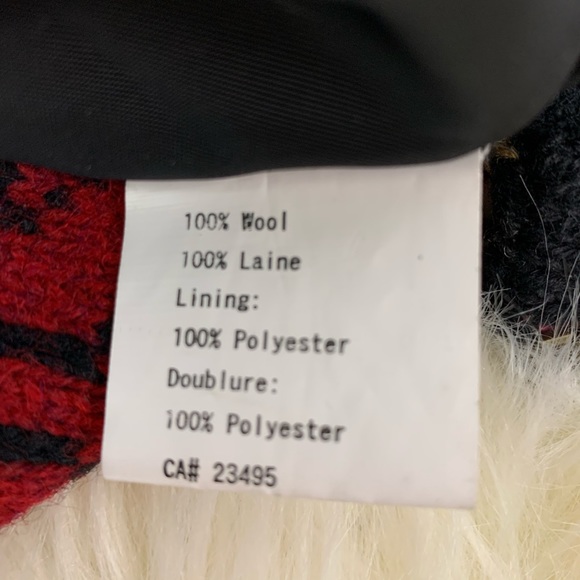 100% Wool
100% Laine
Lining:
100% Polyester
Doublure:
100% Polyester
CA# 23495